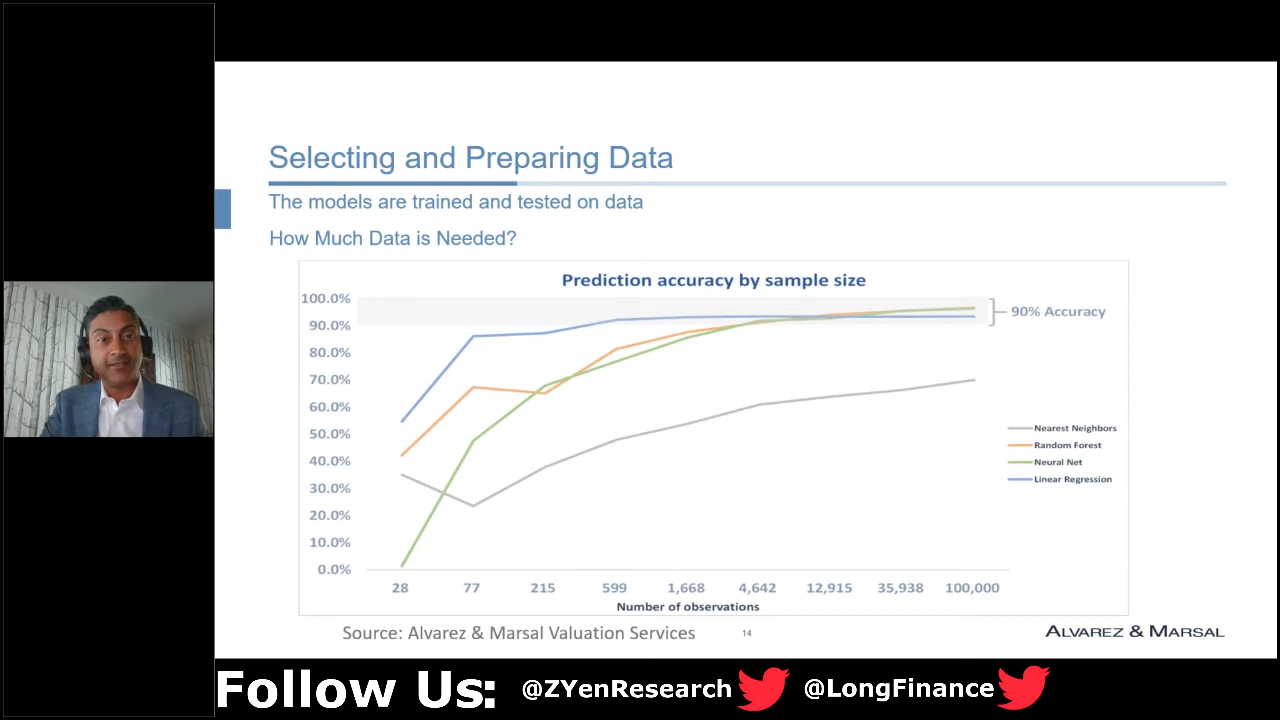 Selecting and Preparing Data
The models are trained and tested on data
How Much Data is Needed?
Prediction accuracy by sample size
100.0%
90.0%
80.0%
70.0%
60.0%
50.0%
40.0%
30.0%
20.0%
10.0%
0.0%
90% Accuracy
Nearest Neighbors
Random Forest
Neural Net
Linear Regression
28 77 215 599 1,668 4,642 12,915 35,938 100,000
Number of observations
Source: Alvarez & Marsal Valuation Services
14
ALVAREZ & MARSAL
Follow Us: @ZYenResearch @LongFinance